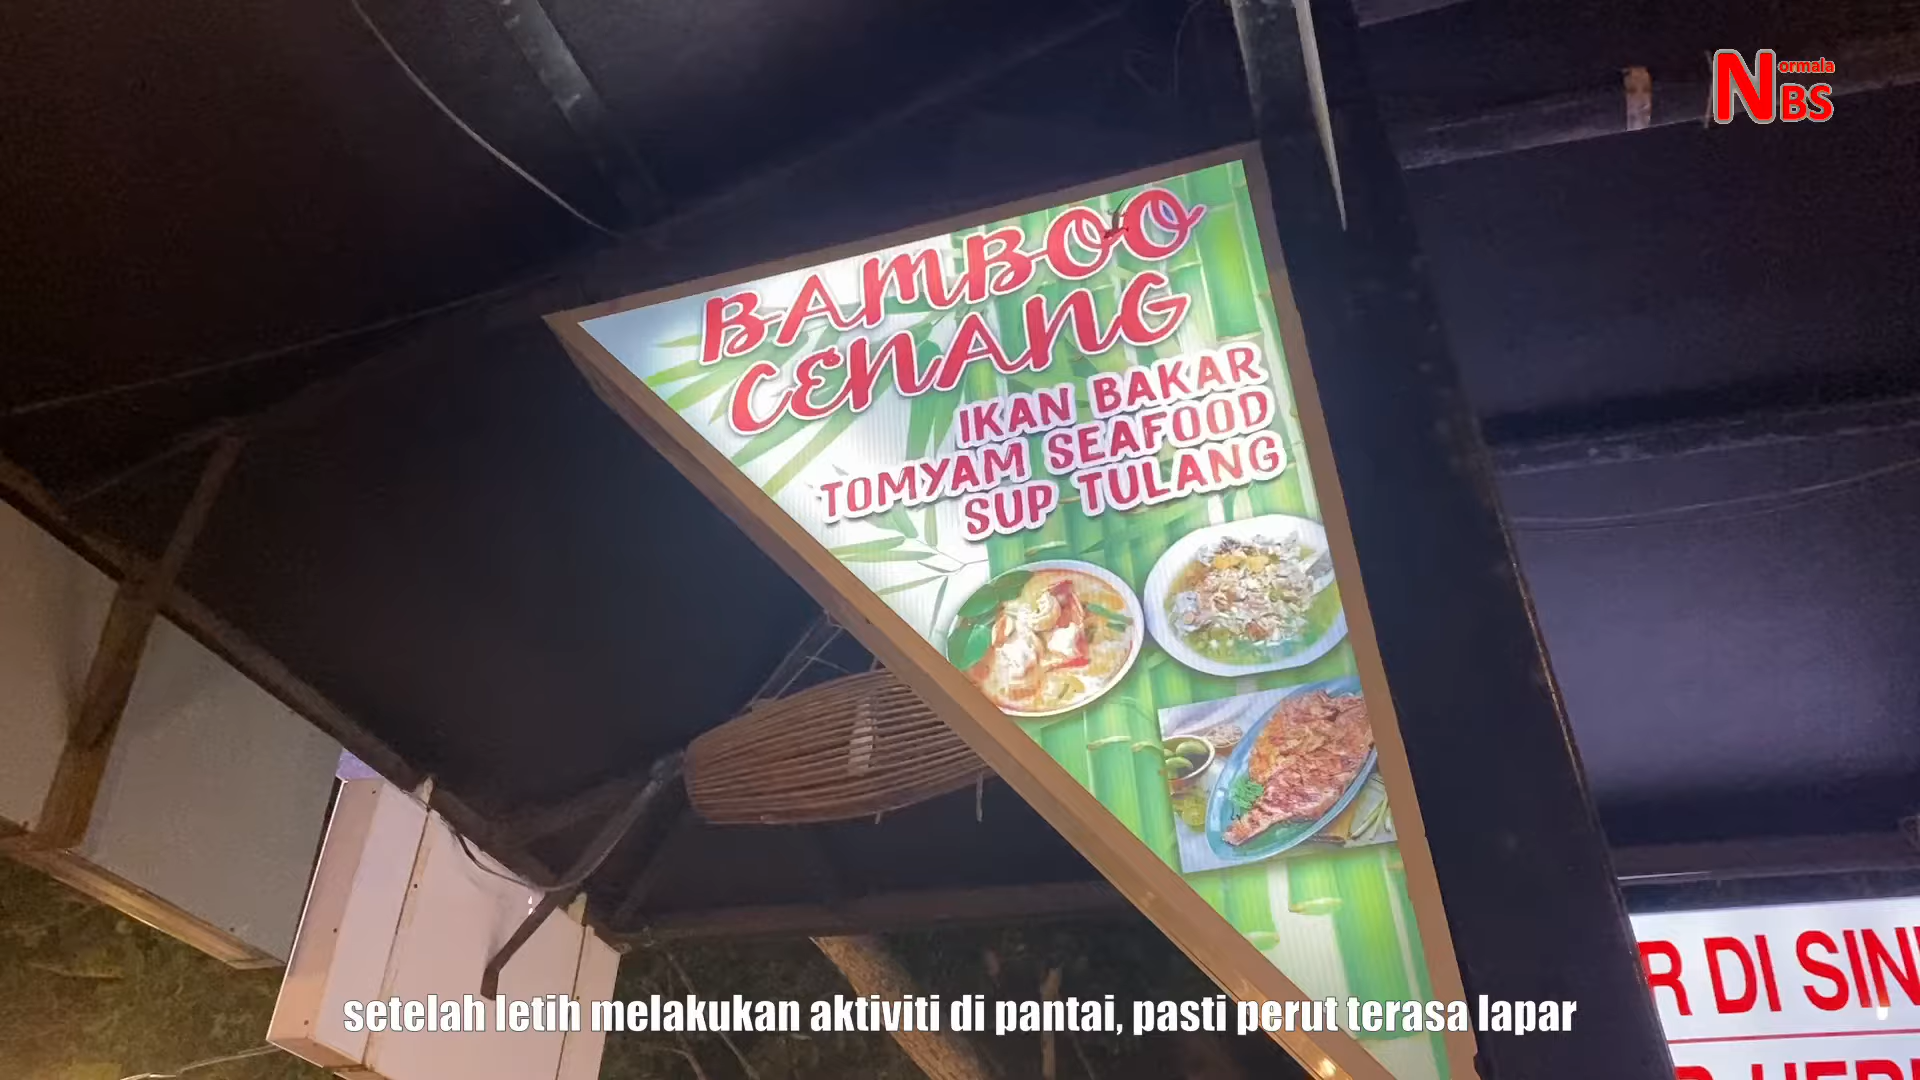 Normala
NBS
BAMBOO
CENANG
IKAN BAKAR
TOMYAM SEAFOOD
SUP TULANG
DI
setelah letih melakukan aktiviti di pantai, pasti perut terasa lapar